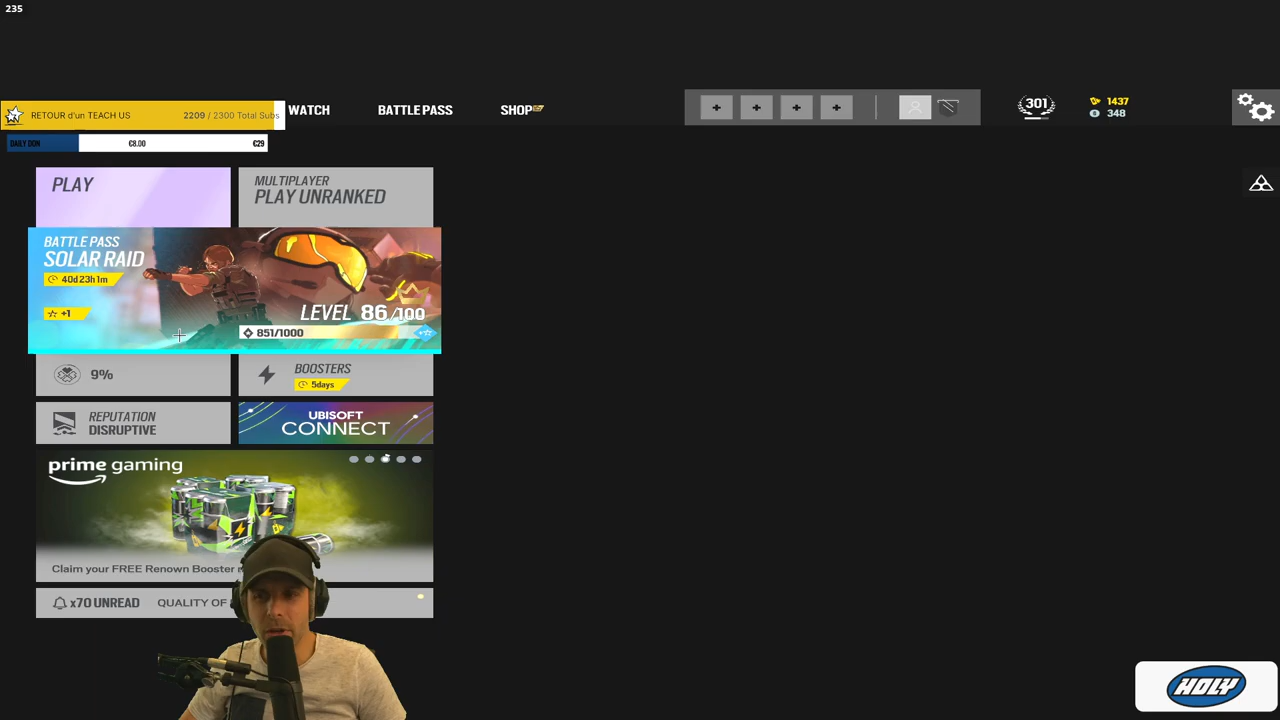 235
RETOUR d'un TEACH US
2209 / 2300 Total Subs
WATCH
BATTLE PASS
SHOP
301
1437
348
DAILY DON
€8.00
€29
PLAY
MULTIPLAYER
PLAY UNRANKED
BATTLE PASS
SOLAR RAID
40d 23h 1m
+1
LEVEL 86/100
851/1000
9%
BOOSTERS
5days
REPUTATION
DISRUPTIVE
UBISOFT
CONNECT
prime gaming
Claim your FREE Renown Booster
x70 UNREAD
QUALITY OF
HOLY